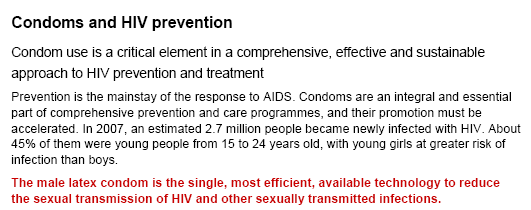 Condoms and HIV prevention
Condom use is a critical element in a comprehensive, effective and sustainable
approach to HIV prevention and treatment
Prevention is the mainstay of the response to AIDS. Condoms are an integral and essential
part of comprehensive prevention and care programmes, and their promotion must be
accelerated. In 2007, an estimated 2.7 million people became newly infected with HIV. About
45% of them were young people from 15 to 24 years old, with young girls at greater risk of
infection than boys.
The male latex condom is the single, most efficient, available technology to reduce
the sexual transmission of HIV and other sexually transmitted infections.